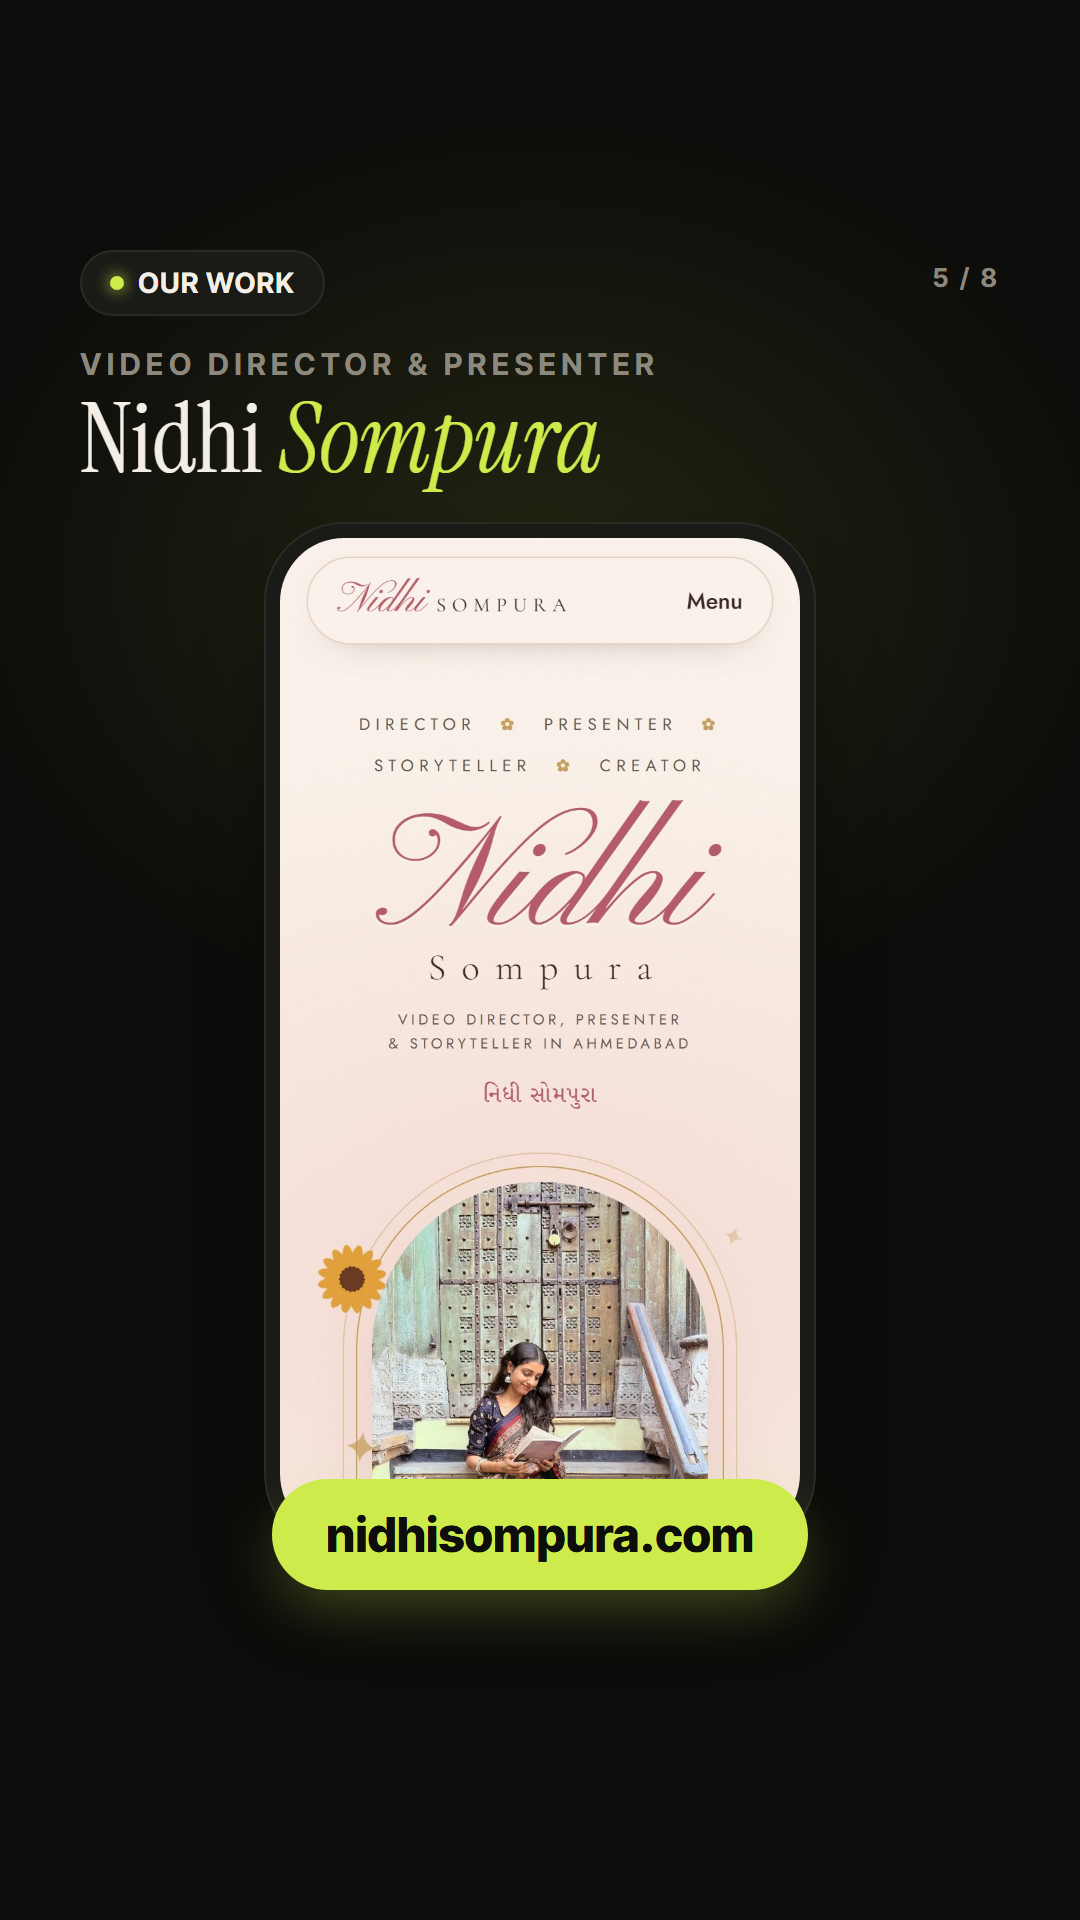 OUR WORK
5 / 8
VIDEO DIRECTOR & PRESENTER
Nidhi Sompura
Nidhi SOMPURA
Menu
DIRECTOR ✿ PRESENTER ✿
STORYTELLER ✿ CREATOR
Nidhi
Sompura
VIDEO DIRECTOR, PRESENTER
& STORYTELLER IN AHMEDABAD
નિધી સોમપુરા
nidhisompura.com